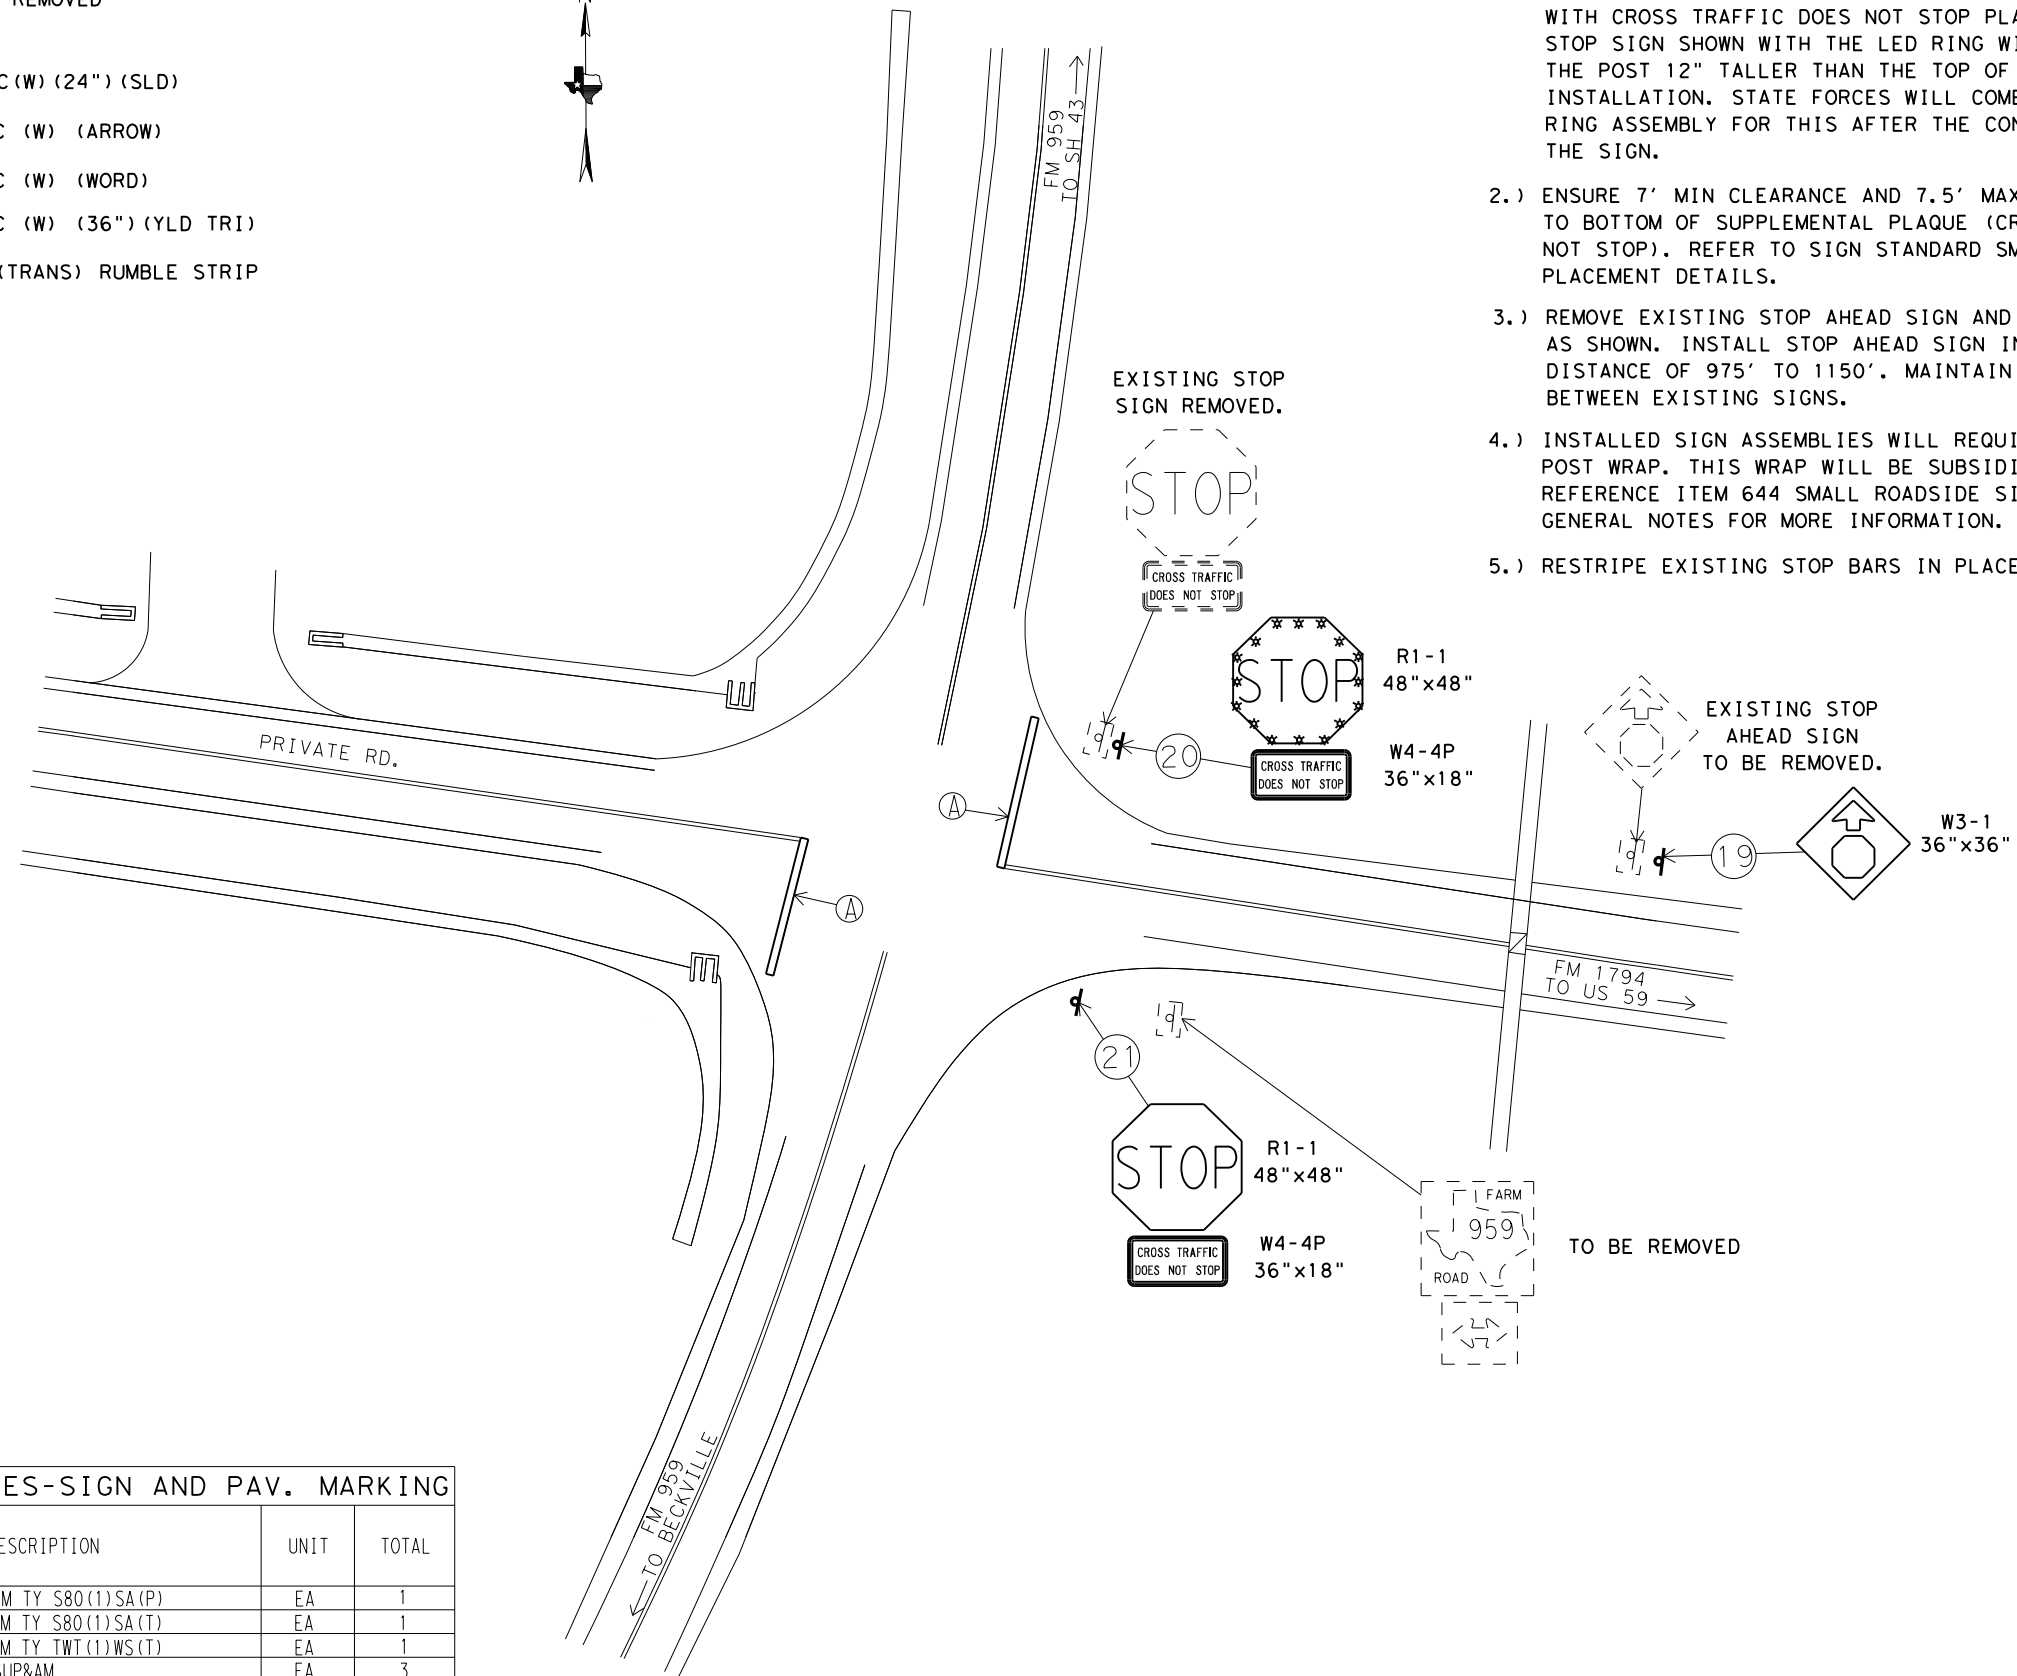 REMOVED
C(W)(24")(SLD)
C (W) (ARROW)
C (W) (WORD)
C (W) (36")(YLD TRI)
(TRANS) RUMBLE STRIP
WITH CROSS TRAFFIC DOES NOT STOP PLA
STOP SIGN SHOWN WITH THE LED RING WI
THE POST 12" TALLER THAN THE TOP OF
INSTALLATION. STATE FORCES WILL COMB
RING ASSEMBLY FOR THIS AFTER THE CON
THE SIGN.
2.) ENSURE 7' MIN CLEARANCE AND 7.5' MAX
TO BOTTOM OF SUPPLEMENTAL PLAQUE (CR
NOT STOP). REFER TO SIGN STANDARD SM
PLACEMENT DETAILS.
3.) REMOVE EXISTING STOP AHEAD SIGN AND
AS SHOWN. INSTALL STOP AHEAD SIGN IN
DISTANCE OF 975' TO 1150'. MAINTAIN
BETWEEN EXISTING SIGNS.
4.) INSTALLED SIGN ASSEMBLIES WILL REQUI
POST WRAP. THIS WRAP WILL BE SUBSIDI
REFERENCE ITEM 644 SMALL ROADSIDE SI
GENERAL NOTES FOR MORE INFORMATION.
5.) RESTRIPE EXISTING STOP BARS IN PLACE
FM 959
TO SH 43
EXISTING STOP
SIGN REMOVED.
STOP
CROSS TRAFFIC
DOES NOT STOP
STOP
R1-1
48"x48"
CROSS TRAFFIC
DOES NOT STOP
W4-4P
36"x18"
20
EXISTING STOP
AHEAD SIGN
TO BE REMOVED.
W3-1
36"x36"
19
PRIVATE RD.
A
A
FM 1794
TO US 59
21
STOP
R1-1
48"x48"
CROSS TRAFFIC
DOES NOT STOP
W4-4P
36"x18"
FARM
959
ROAD
TO BE REMOVED
FM 959
TO BECKVILLE
ES-SIGN AND PAV. MARKING
ESCRIPTION UNIT TOTAL
M TY S80(1)SA(P) EA 1
M TY S80(1)SA(T) EA 1
M TY TWT(1)WS(T) EA 1
SUP&AM EA 3